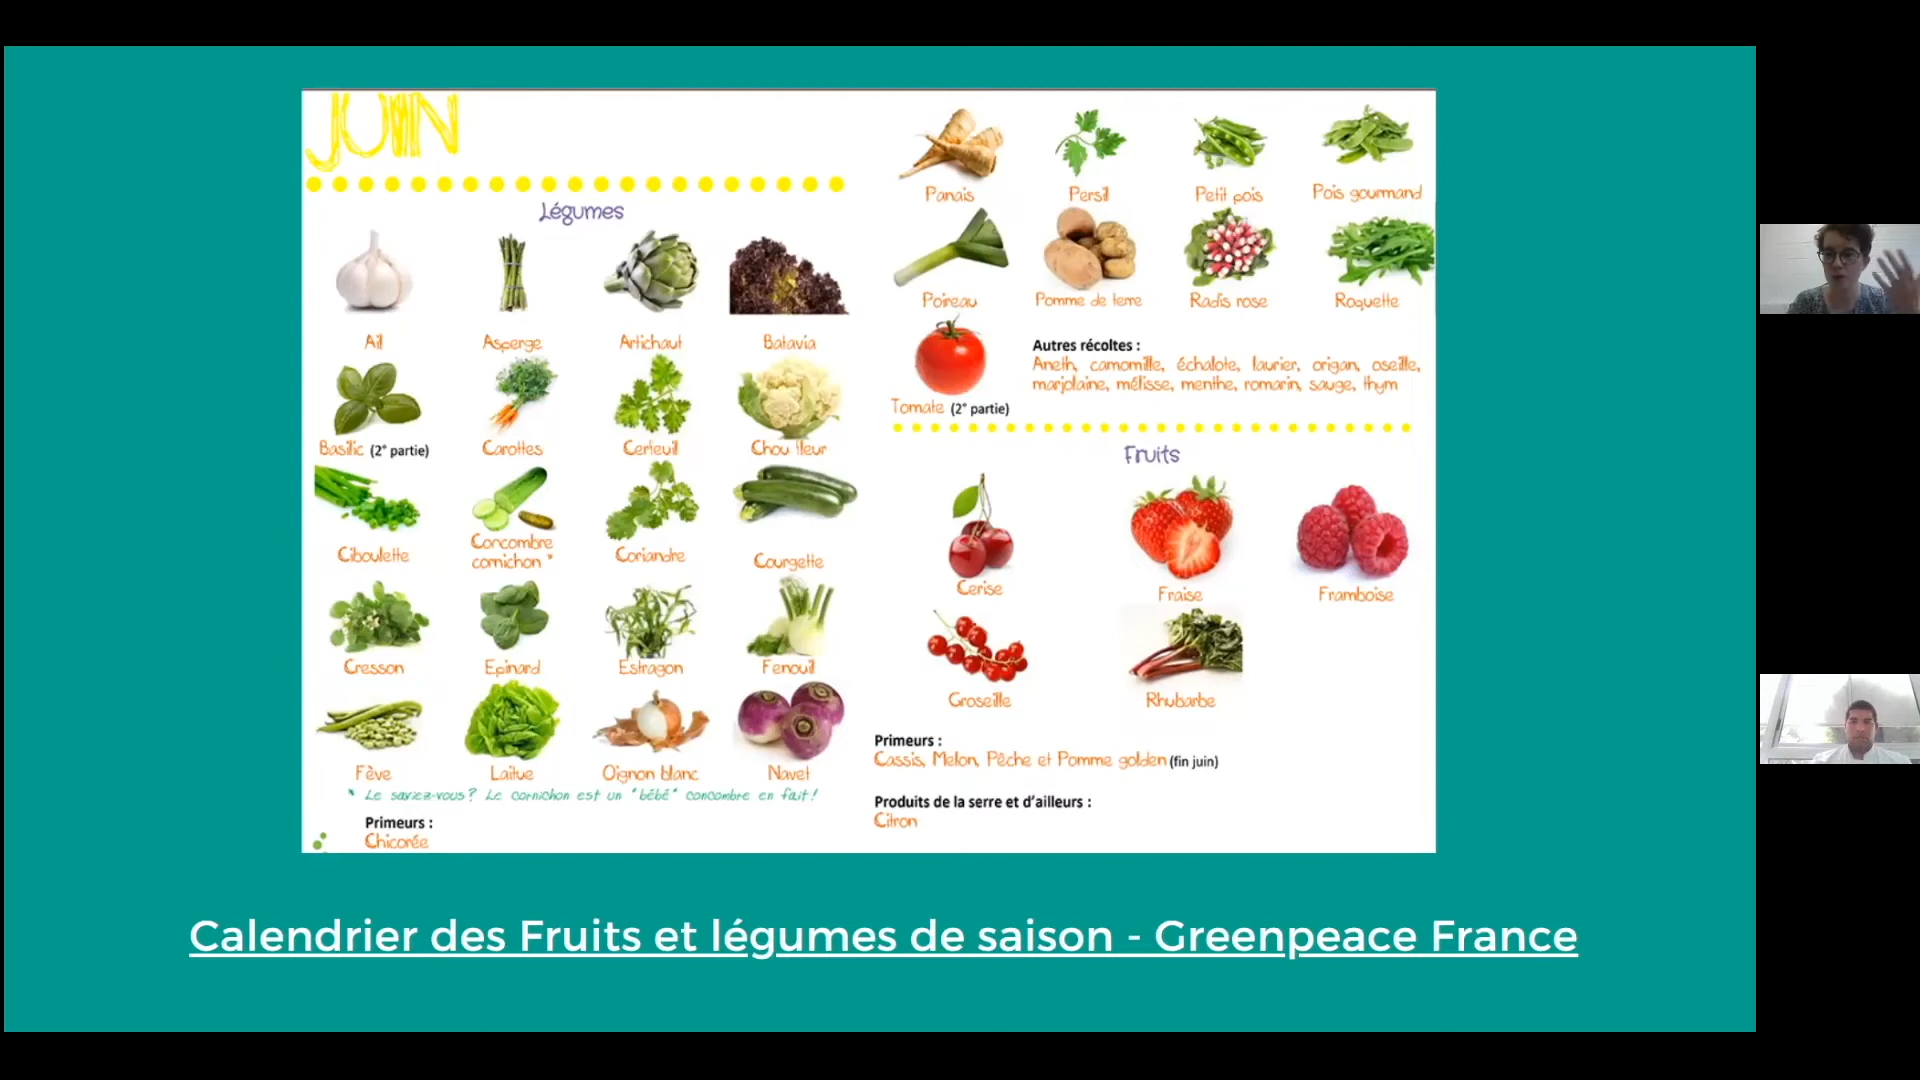 JUIN
Légumes
Ail Asperge Artichaut Batavia
Basilic (2° partie) Carottes Cerfeuil Chou fleur
Ciboulette Concombre cornichon * Coriandre Courgette
Cresson Epinard Estragon Fenouil
Fève Laitue Oignon blanc Navet
* Le saviez-vous? Le cornichon est un "bébé" concombre en fait!
Primeurs :
Chicorée
Panais Persil Petit pois Pois gourmand
Poireau Pomme de terre Radis rose Roquette
Tomate (2° partie)
Autres récoltes :
Aneth, camomille, échalote, laurier, origan, oseille,
marjolaine, mélisse, menthe, romarin, sauge, thym
Fruits
Cerise Fraise Framboise
Groseille Rhubarbe
Primeurs :
Cassis, Melon, Pêche et Pomme golden (fin juin)
Produits de la serre et d'ailleurs :
Citron
Calendrier des Fruits et légumes de saison - Greenpeace France